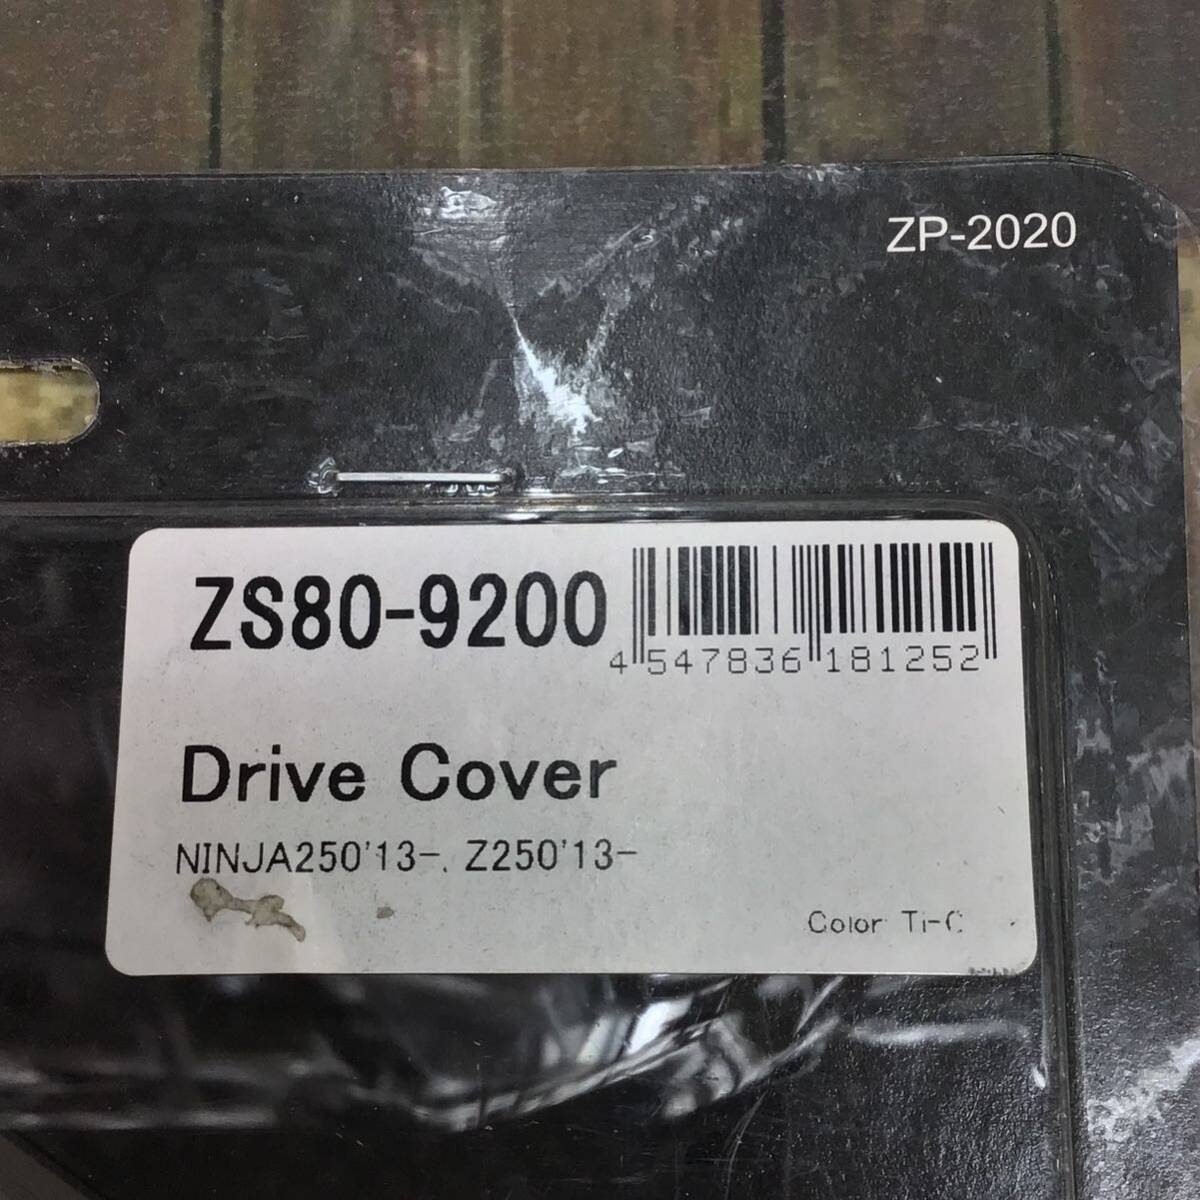 ZP-2020
ZS80-9200
4 547836 181252
Drive Cover
NINJA250'13-, Z250'13-
Color Ti-C